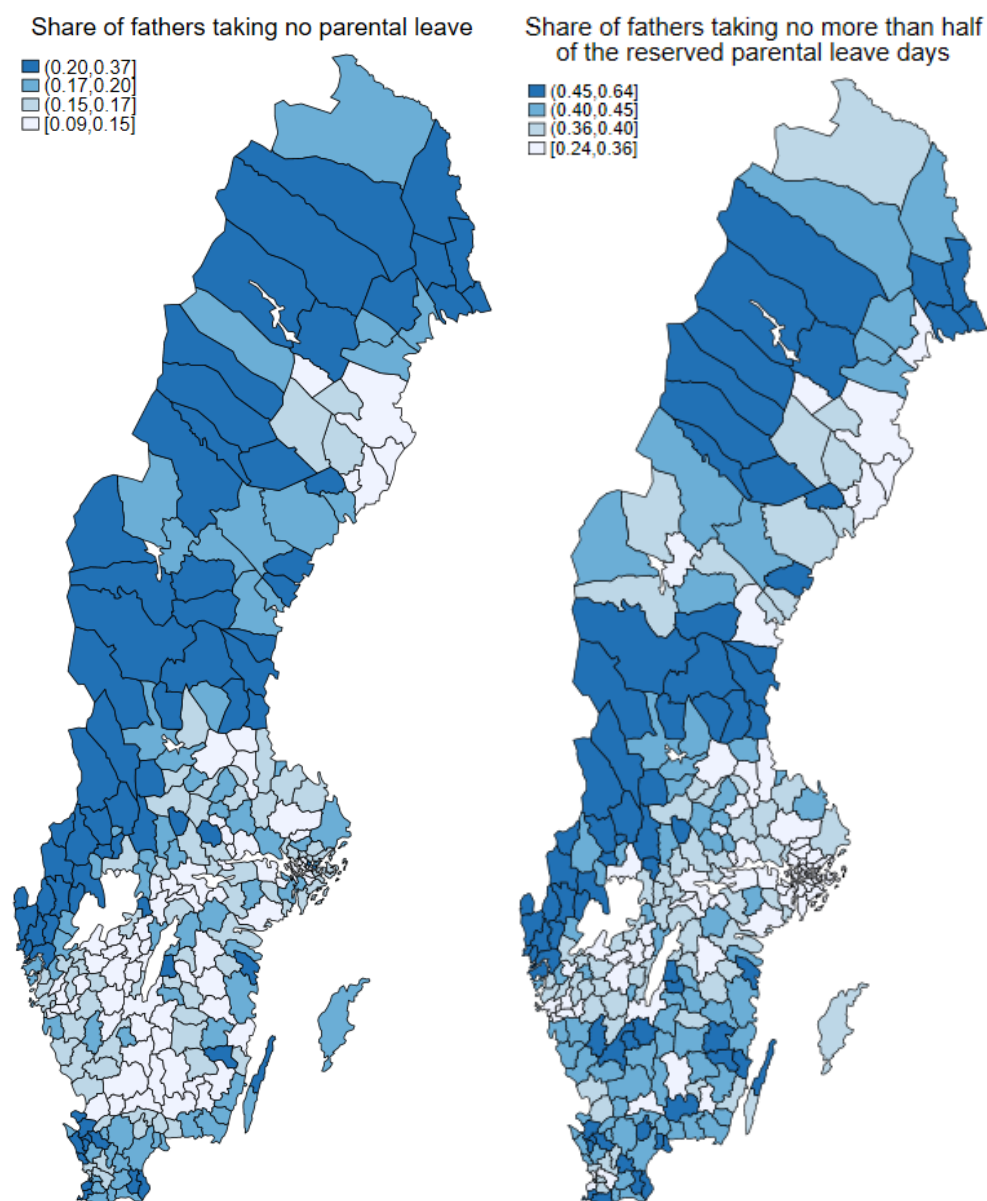 Share of fathers taking no parental leave
(0.20,0.37]
(0.17,0.20]
(0.15,0.17]
[0.09,0.15]
Share of fathers taking no more than half
of the reserved parental leave days
(0.45,0.64]
(0.40,0.45]
(0.36,0.40]
[0.24,0.36]